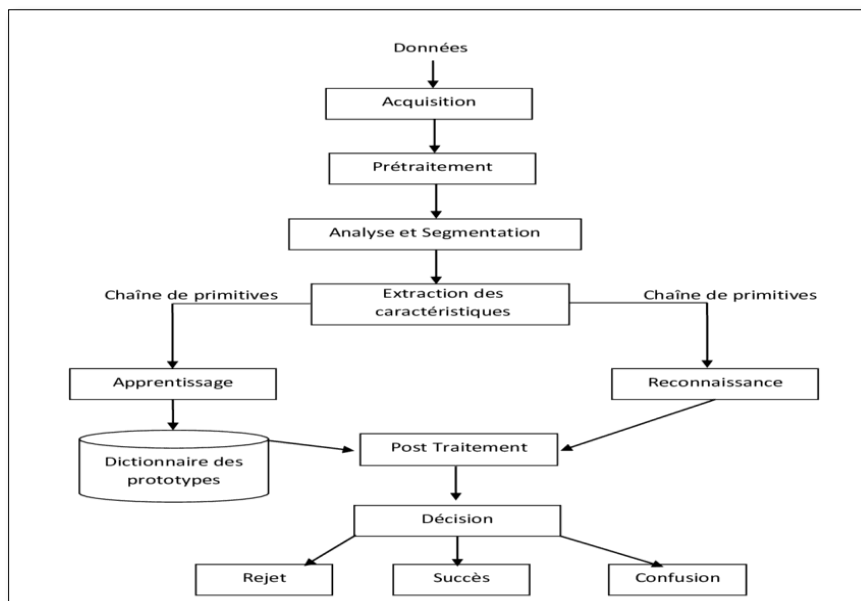 Données
Acquisition
Prétraitement
Analyse et Segmentation
Chaîne de primitives
Extraction des
caractéristiques
Chaîne de primitives
Apprentissage
Reconnaissance
Dictionnaire des
prototypes
Post Traitement
Décision
Rejet
Succès
Confusion